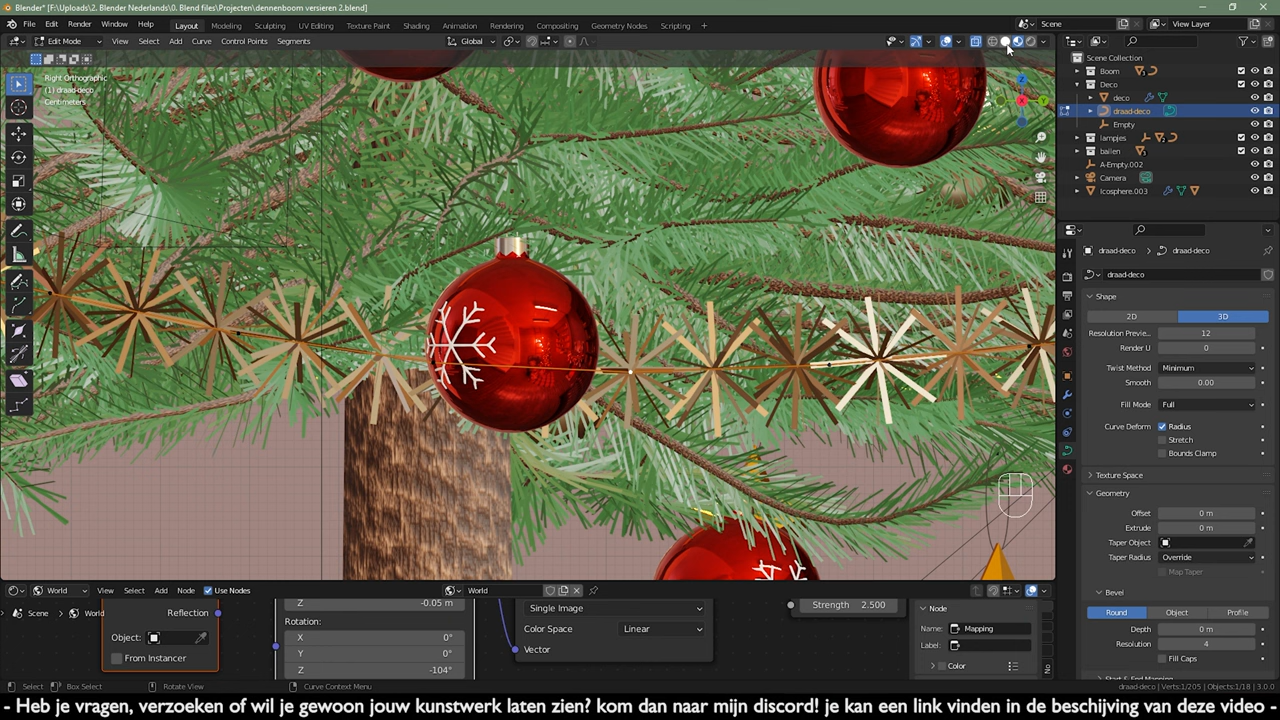 Blender* [F:\Uploads\2. Blender Nederlands\0. Blend files\Projecten\dennenboom versieren 2.blend]
File Edit Render Window Help Layout Modeling Sculpting UV Editing Texture Paint Shading Animation Rendering Compositing Geometry Nodes Scripting Scene View Layer
Edit Mode View Select Add Curve Control Points Segments Global
Right Orthographic
(1) draad-deco
Centimeters
Z
X
Y
Scene Collection
Boom
Deco
deco
draad-deco
Empty
lampjes
ballen
A-Empty.002
Camera
Icosphere.003
draad-deco draad-deco
draad-deco
Shape
2D 3D
Resolution Previe... 12
Render U 0
Twist Method Minimum
Smooth 0.00
Fill Mode Full
Curve Deform Radius
Stretch
Bounds Clamp
Texture Space
Geometry
Offset 0 m
Extrude 0 m
Taper Object
Taper Radius Override
Map Taper
Bevel
Round Object Profile
Depth 0 m
Resolution 4
Fill Caps
Start & End Mapping
World View Select Add Node Use Nodes World
Scene World
Reflection
Object:
From Instancer
Z -0.05 m
Rotation:
X 0°
Y 0°
Z -104°
Single Image
Color Space Linear
Vector
Strength 2.500
Node
Name: Mapping
Label:
Color
No
Select Box Select Rotate View Curve Context Menu draad-deco | Verts:1/205 | Objects:1/18 | 3.0.0
- Heb je vragen, verzoeken of wil je gewoon jouw kunstwerk laten zien? kom dan naar mijn discord! je kan een link vinden in de beschijving van deze video -